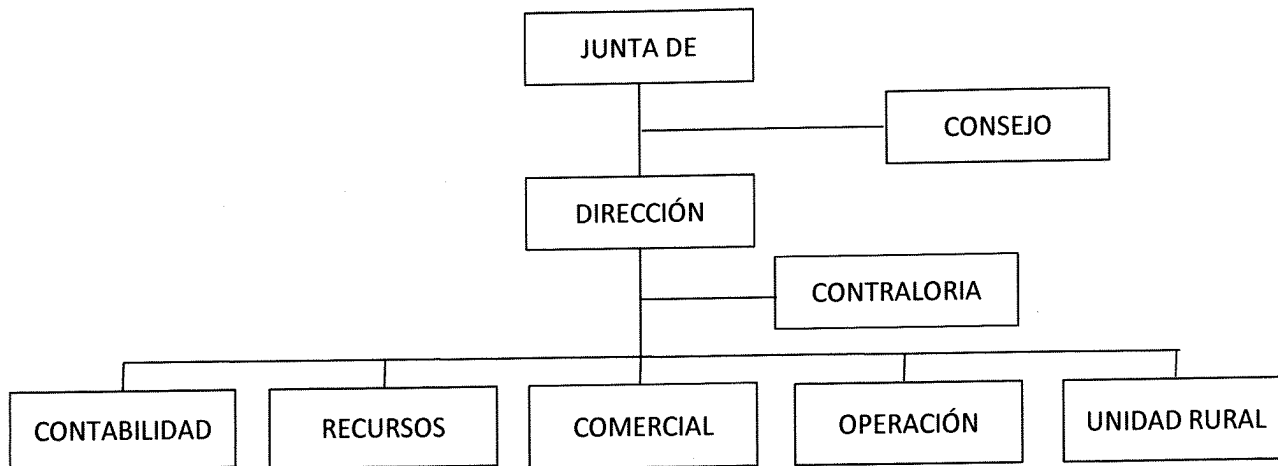 JUNTA DE
CONSEJO
DIRECCIÓN
CONTRALORIA
CONTABILIDAD
RECURSOS
COMERCIAL
OPERACIÓN
UNIDAD RURAL